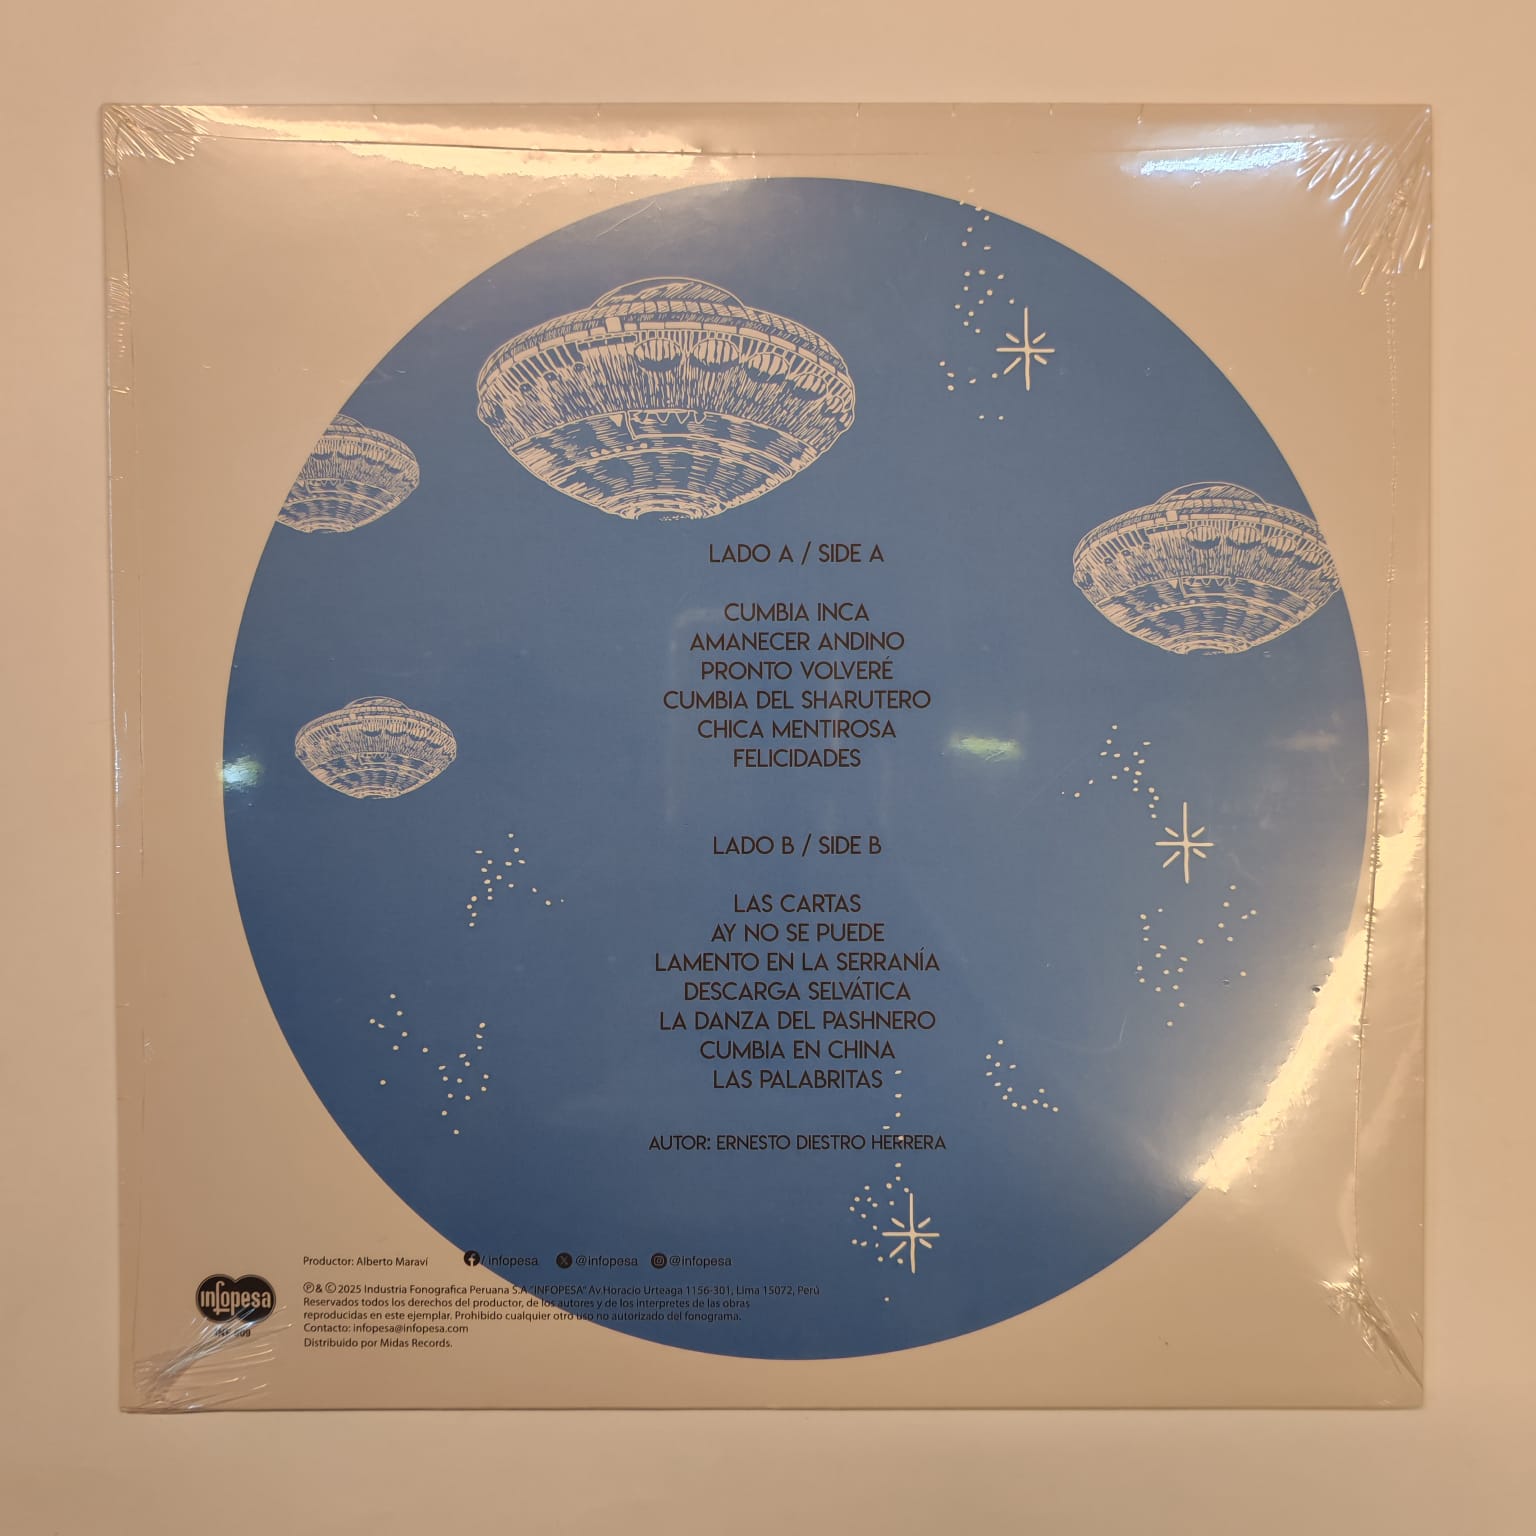 LADO A / SIDE A
CUMBIA INCA
AMANECER ANDINO
PRONTO VOLVERÉ
CUMBIA DEL SHARUTERO
CHICA MENTIROSA
FELICIDADES
LADO B / SIDE B
LAS CARTAS
AY NO SE PUEDE
LAMENTO EN LA SERRANÍA
DESCARGA SELVÁTICA
LA DANZA DEL PASHNERO
CUMBIA EN CHINA
LAS PALABRITAS
AUTOR: ERNESTO DIESTRO HERRERA
Productor: Alberto Maraví / infopesa @infopesa @infopesa
infopesa
Ⓟ & © 2025 Industria Fonografica Peruana S.A "INFOPESA" Av.Horacio Urteaga 1156-301, Lima 15072, Perú
Reservados todos los derechos del productor, de los autores y de los interpretes de las obras
reproducidas en este ejemplar. Prohibido cualquier otro uso no autorizado del fonograma.
Contacto: infopesa@infopesa.com
Distribuido por Midas Records.